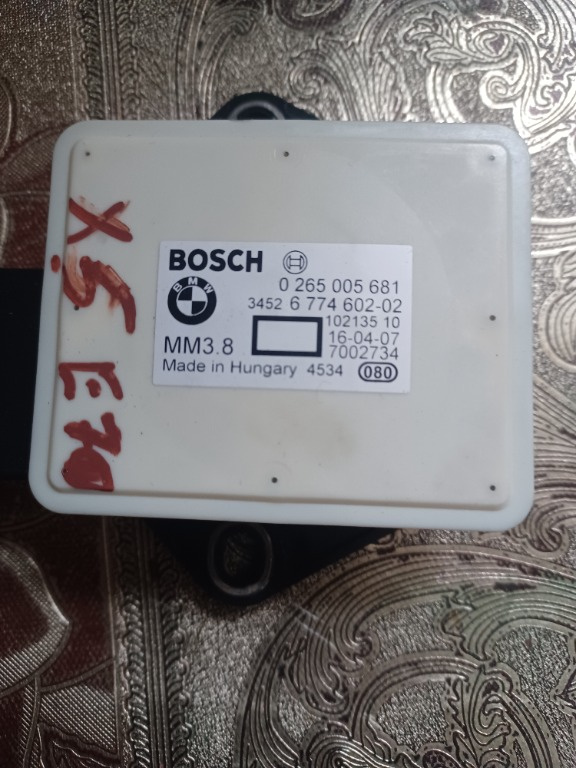 BOSCH
0 265 005 681
BMW
3452 6 774 602-02
102135 10
16-04-07
MM3.8
7002734
Made in Hungary 4534 080
X5 E70